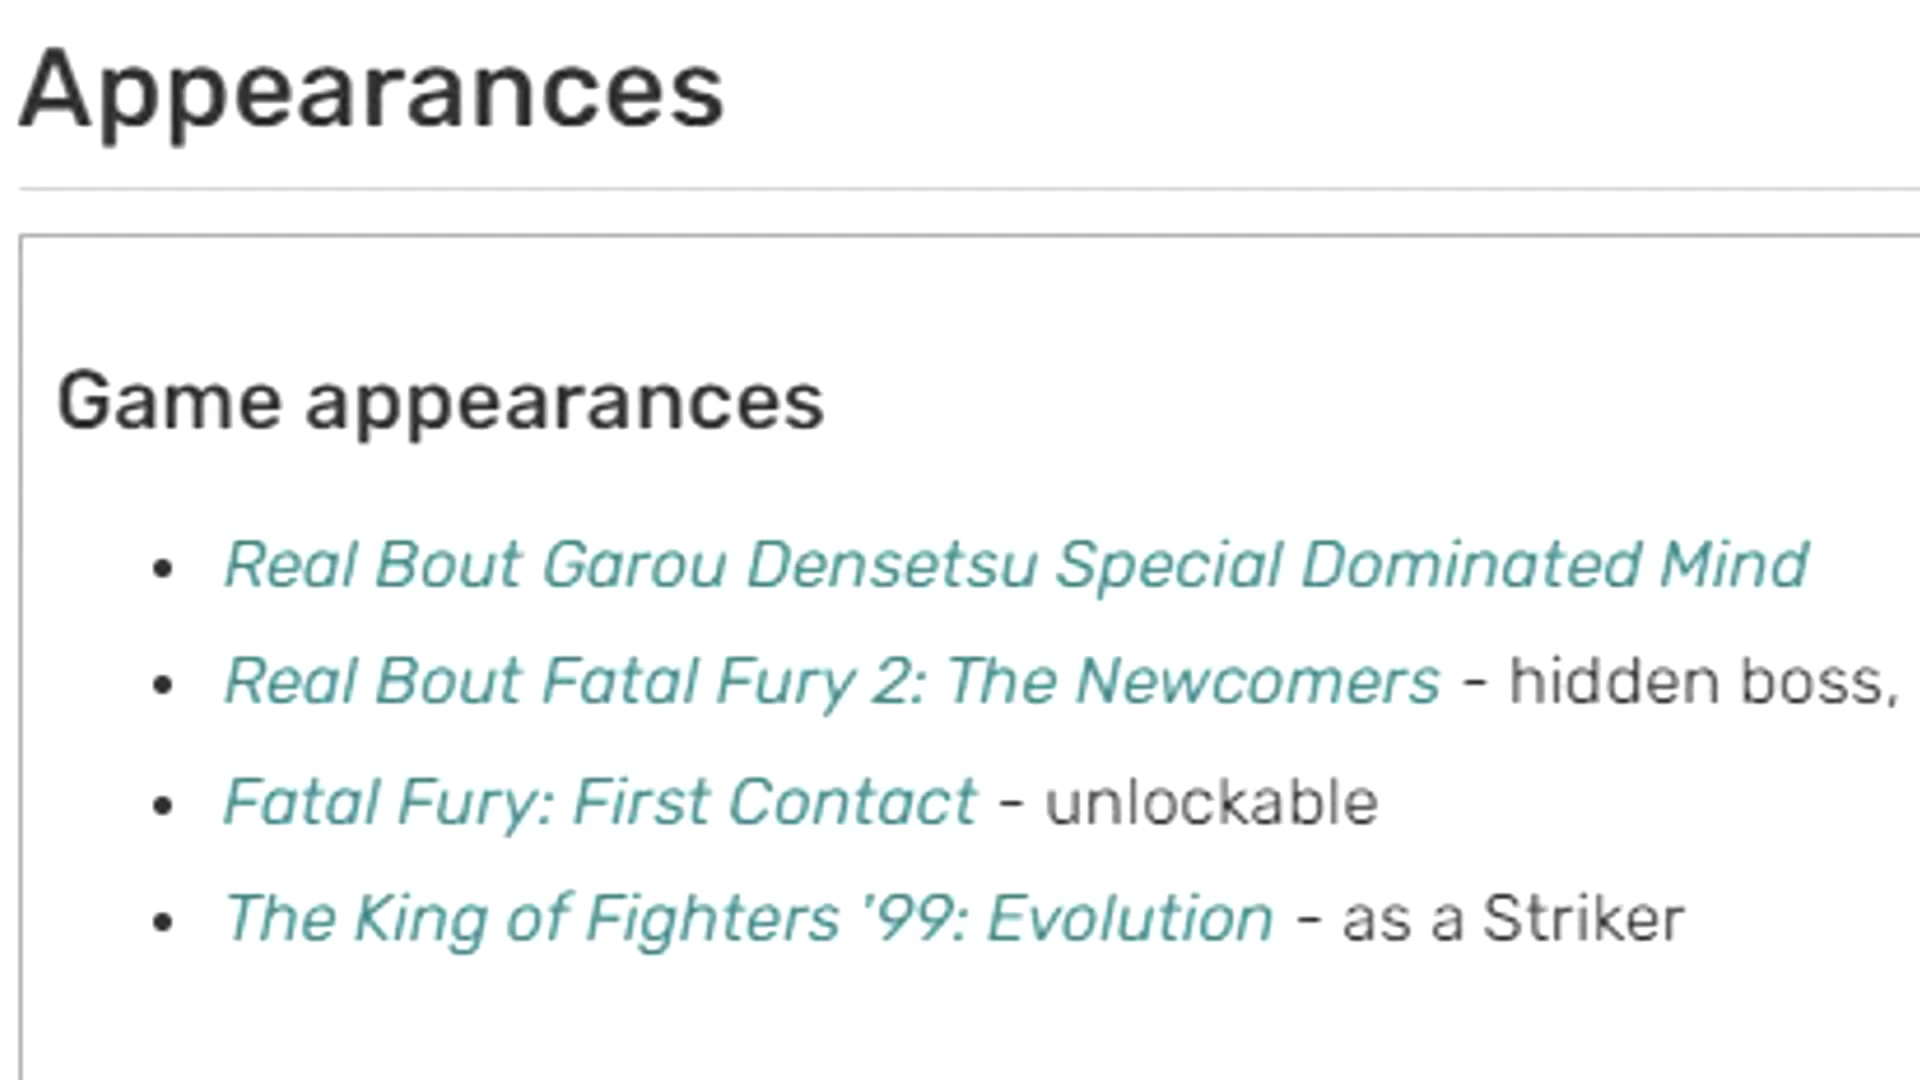 Appearances
Game appearances
• Real Bout Garou Densetsu Special Dominated Mind
• Real Bout Fatal Fury 2: The Newcomers - hidden boss,
• Fatal Fury: First Contact - unlockable
• The King of Fighters '99: Evolution - as a Striker